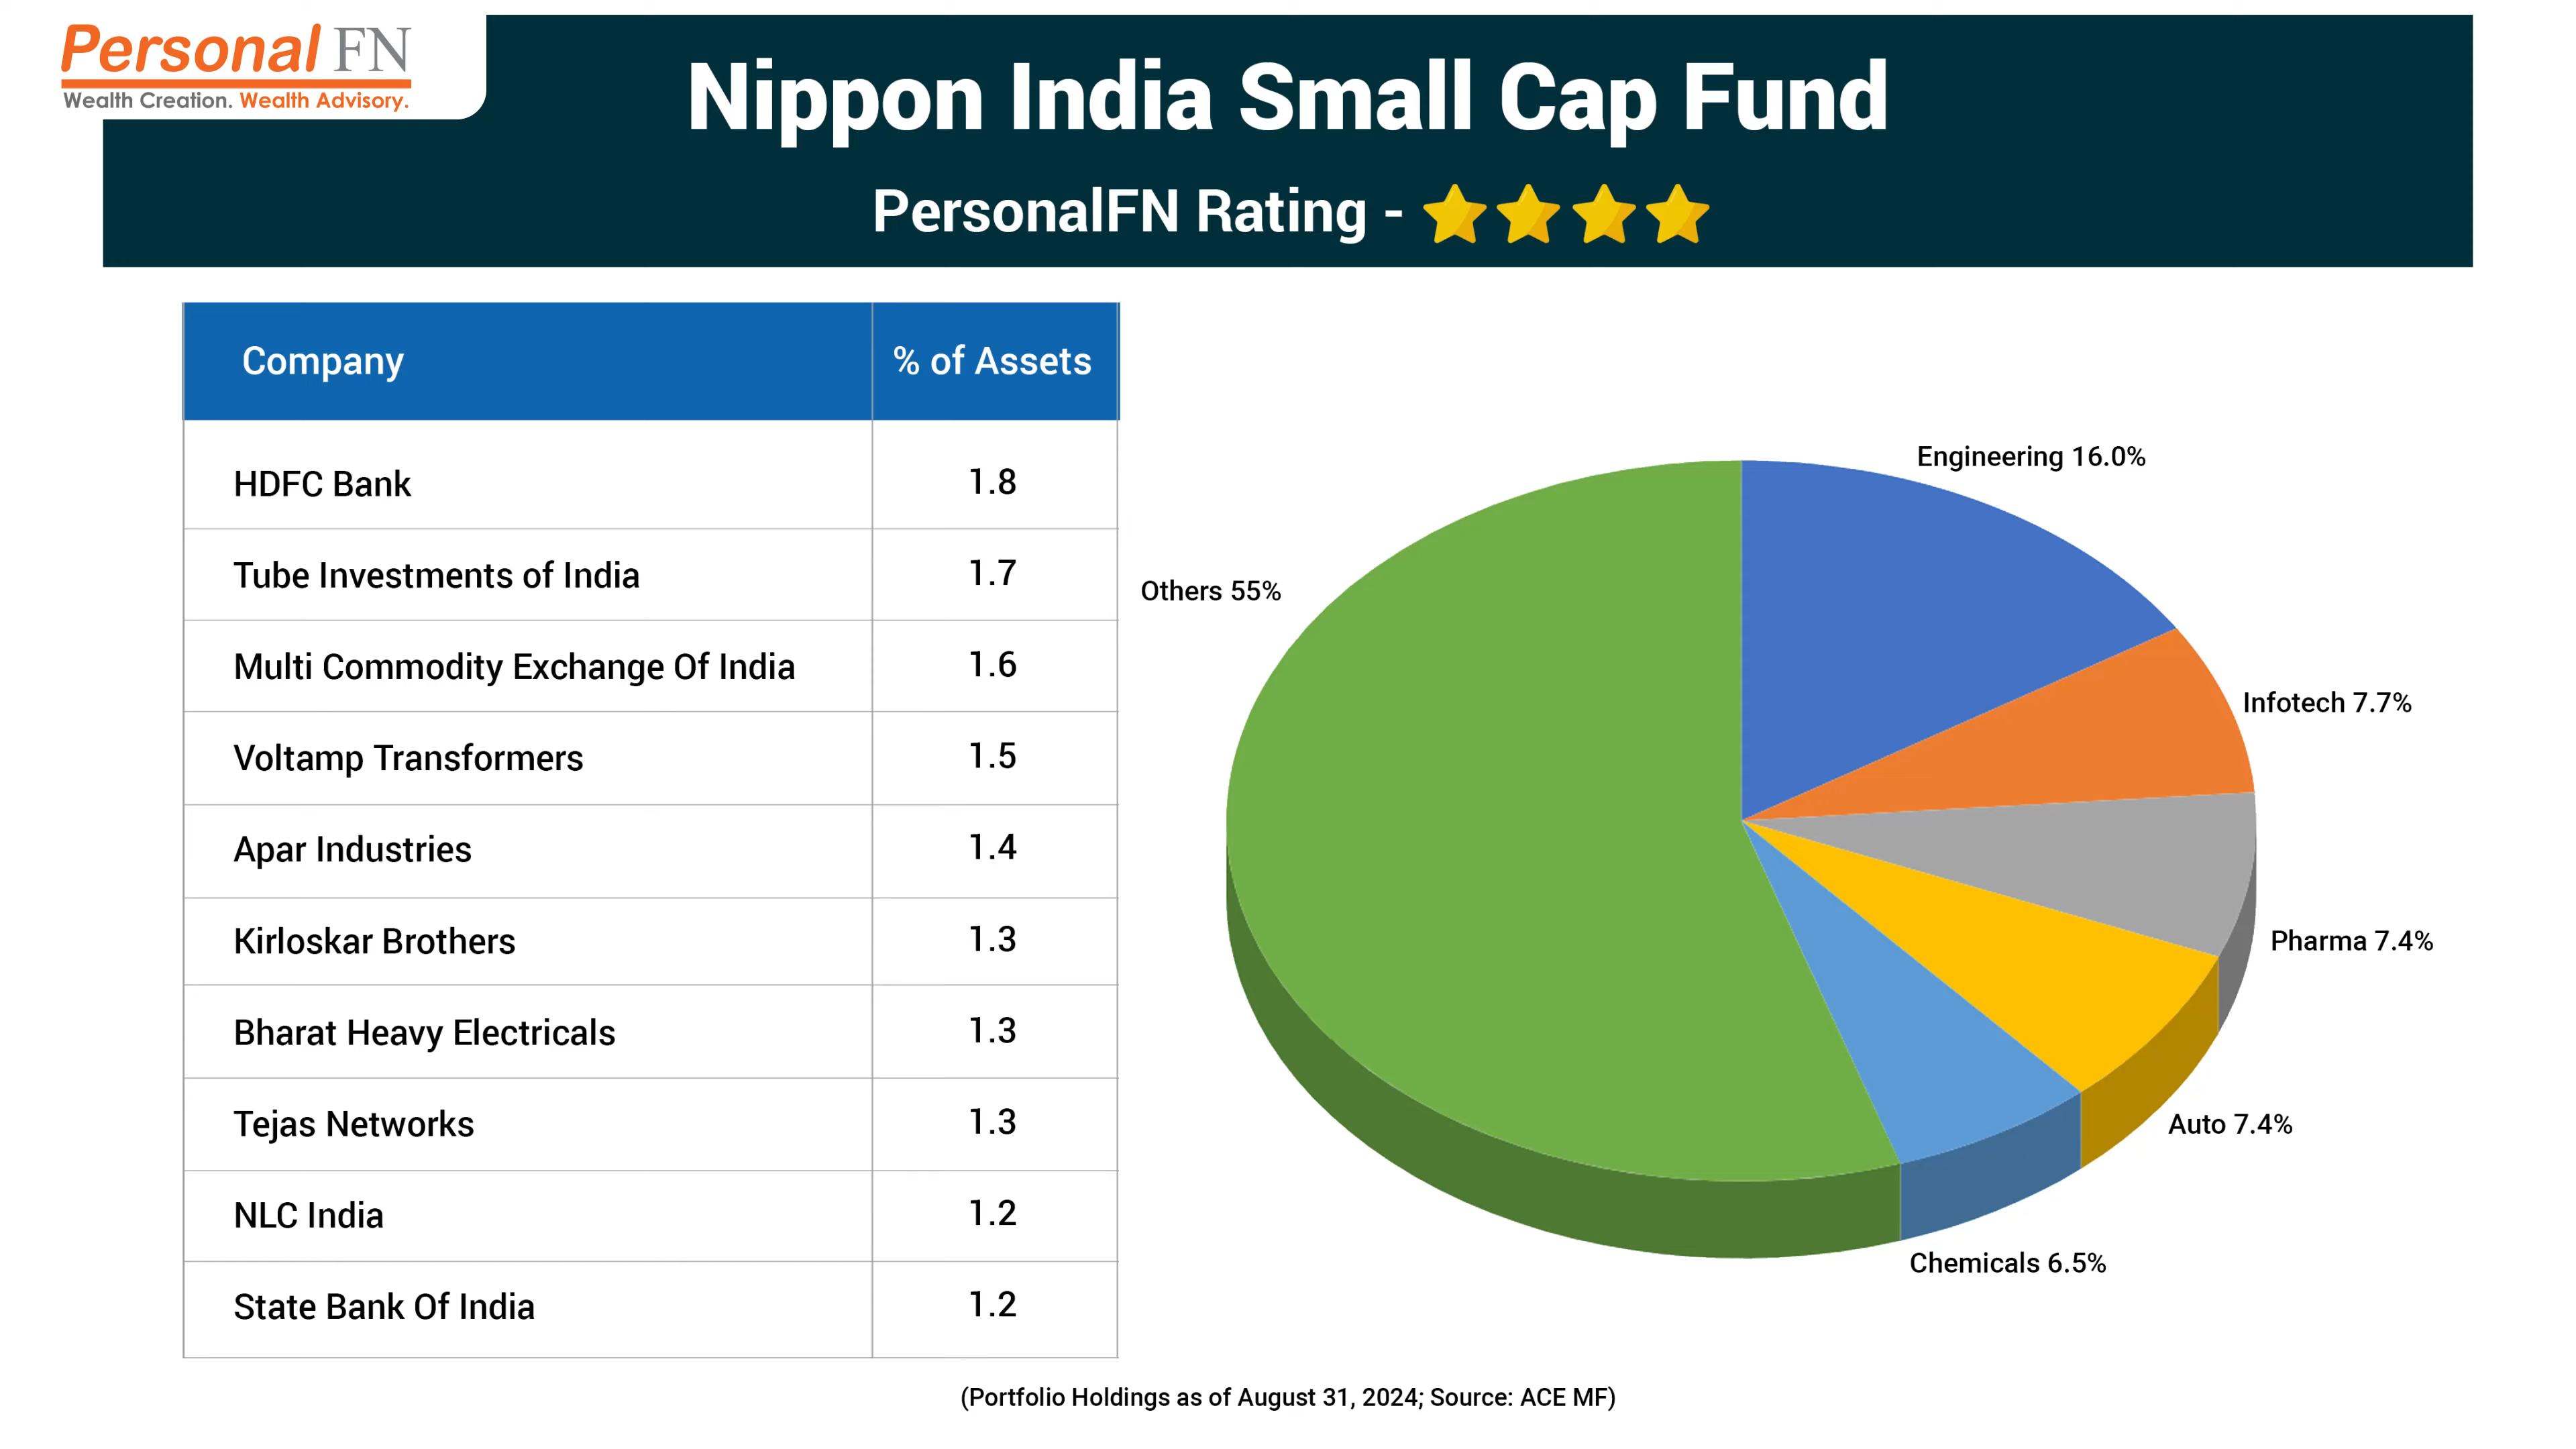 Personal FN
Wealth Creation. Wealth Advisory.
Nippon India Small Cap Fund
PersonalFN Rating -
Company % of Assets
HDFC Bank 1.8
Tube Investments of India 1.7
Multi Commodity Exchange Of India 1.6
Voltamp Transformers 1.5
Apar Industries 1.4
Kirloskar Brothers 1.3
Bharat Heavy Electricals 1.3
Tejas Networks 1.3
NLC India 1.2
State Bank Of India 1.2
Engineering 16.0%
Others 55%
Infotech 7.7%
Pharma 7.4%
Auto 7.4%
Chemicals 6.5%
(Portfolio Holdings as of August 31, 2024; Source: ACE MF)